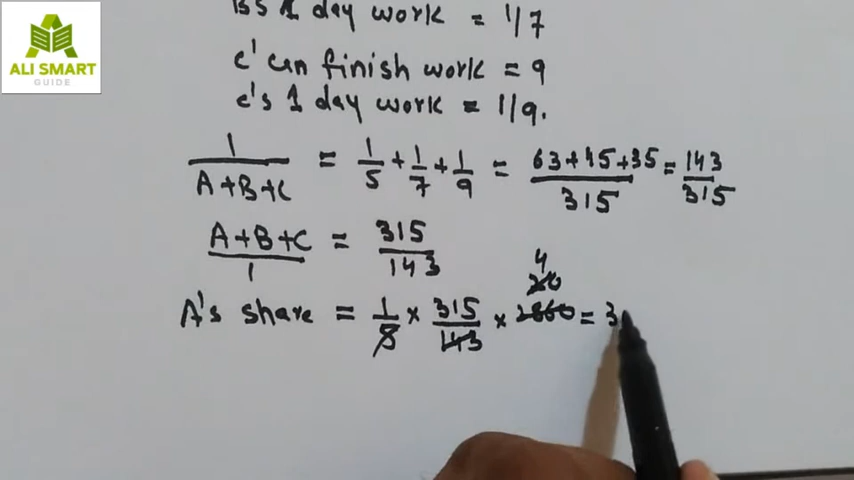 ALI SMART
GUIDE
B's 1 day work = 1/7
c' can finish work = 9
c's 1 day work = 1/9.
1/A+B+C = 1/5 + 1/7 + 1/9 = 63+45+35/315 = 143/315
A+B+C/1 = 315/143
4
20
A's share = 1/5 × 315/143 × 2860 = 3